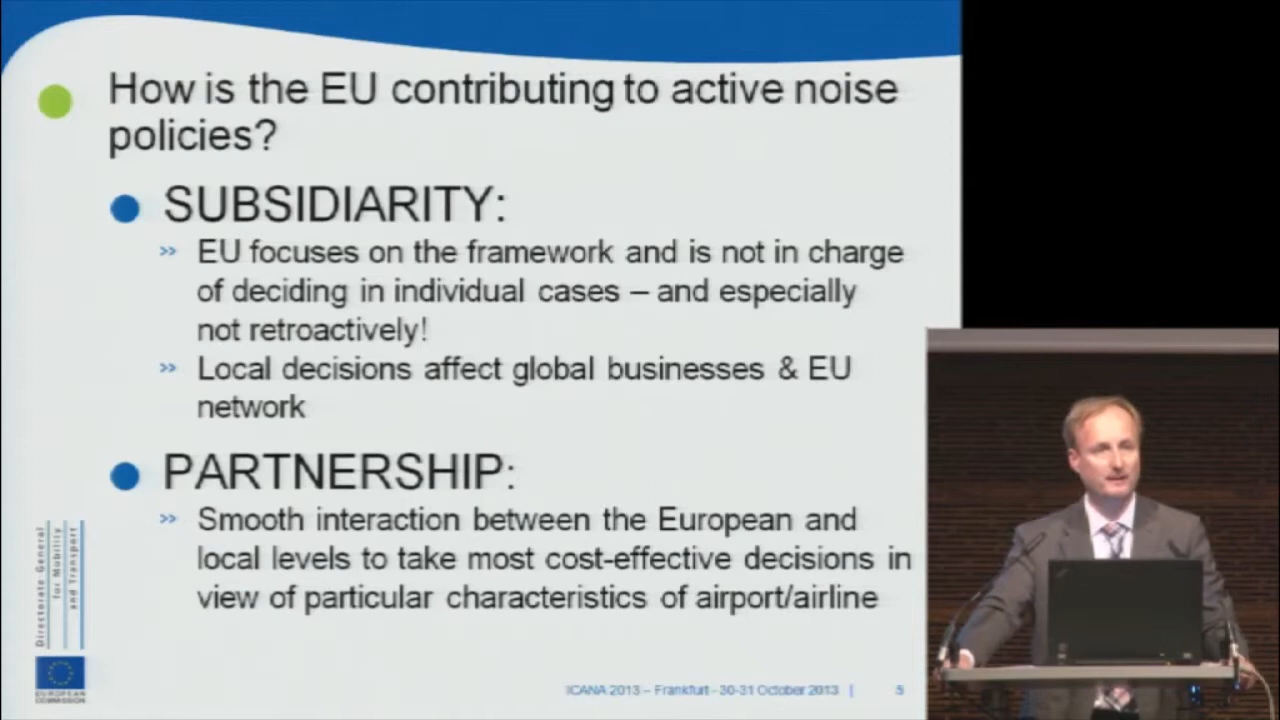 How is the EU contributing to active noise
policies?
SUBSIDIARITY:
» EU focuses on the framework and is not in charge
of deciding in individual cases – and especially
not retroactively!
» Local decisions affect global businesses & EU
network
PARTNERSHIP:
» Smooth interaction between the European and
local levels to take most cost-effective decisions in
view of particular characteristics of airport/airline
Directorate-General
for Mobility
and Transport
EUROPEAN
COMMISSION
ICANA 2013 – Frankfurt - 30-31 October 2013 | 5